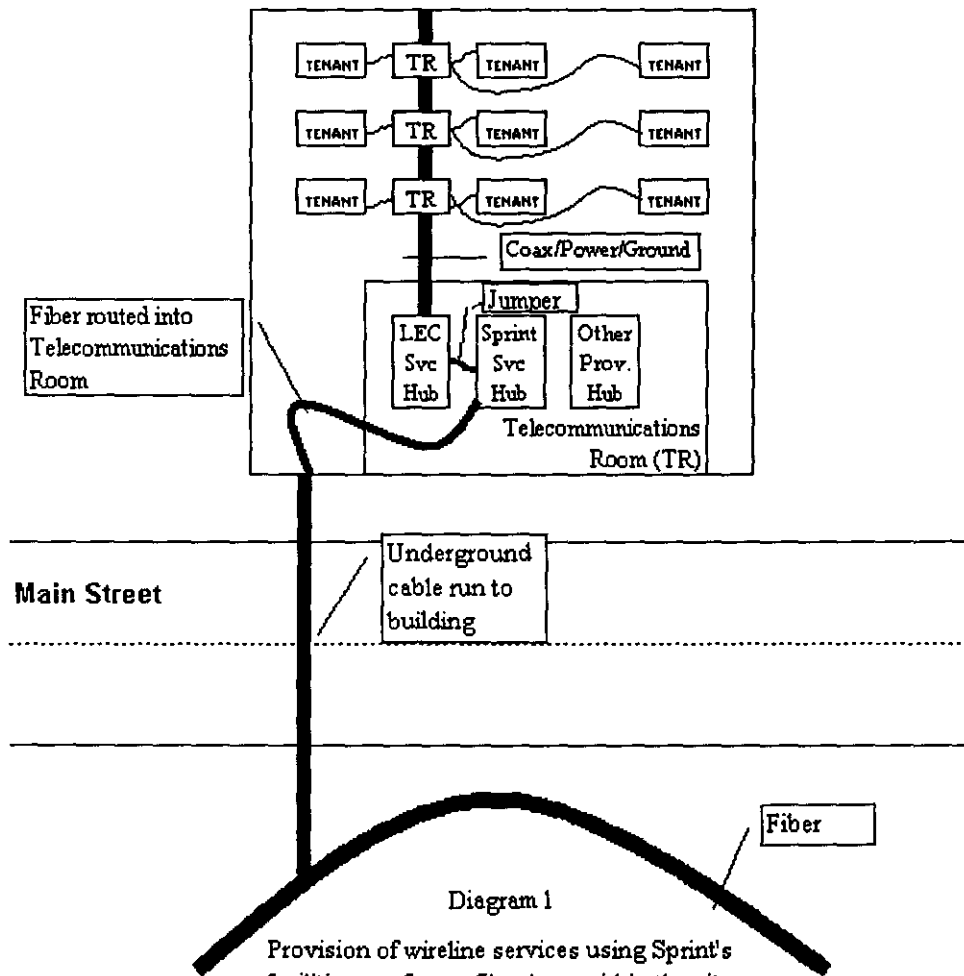 TENANT TR TENANT TENANT
TENANT TR TENANT TENANT
TENANT TR TENANT TENANT
Coax/Power/Ground
Jumper
Fiber routed into
Telecommunications
Room
LEC
Svc
Hub
Sprint
Svc
Hub
Other
Prov.
Hub
Telecommunications
Room (TR)
Underground
cable run to
building
Main Street
Fiber
Diagram 1
Provision of wireline services using Sprint's